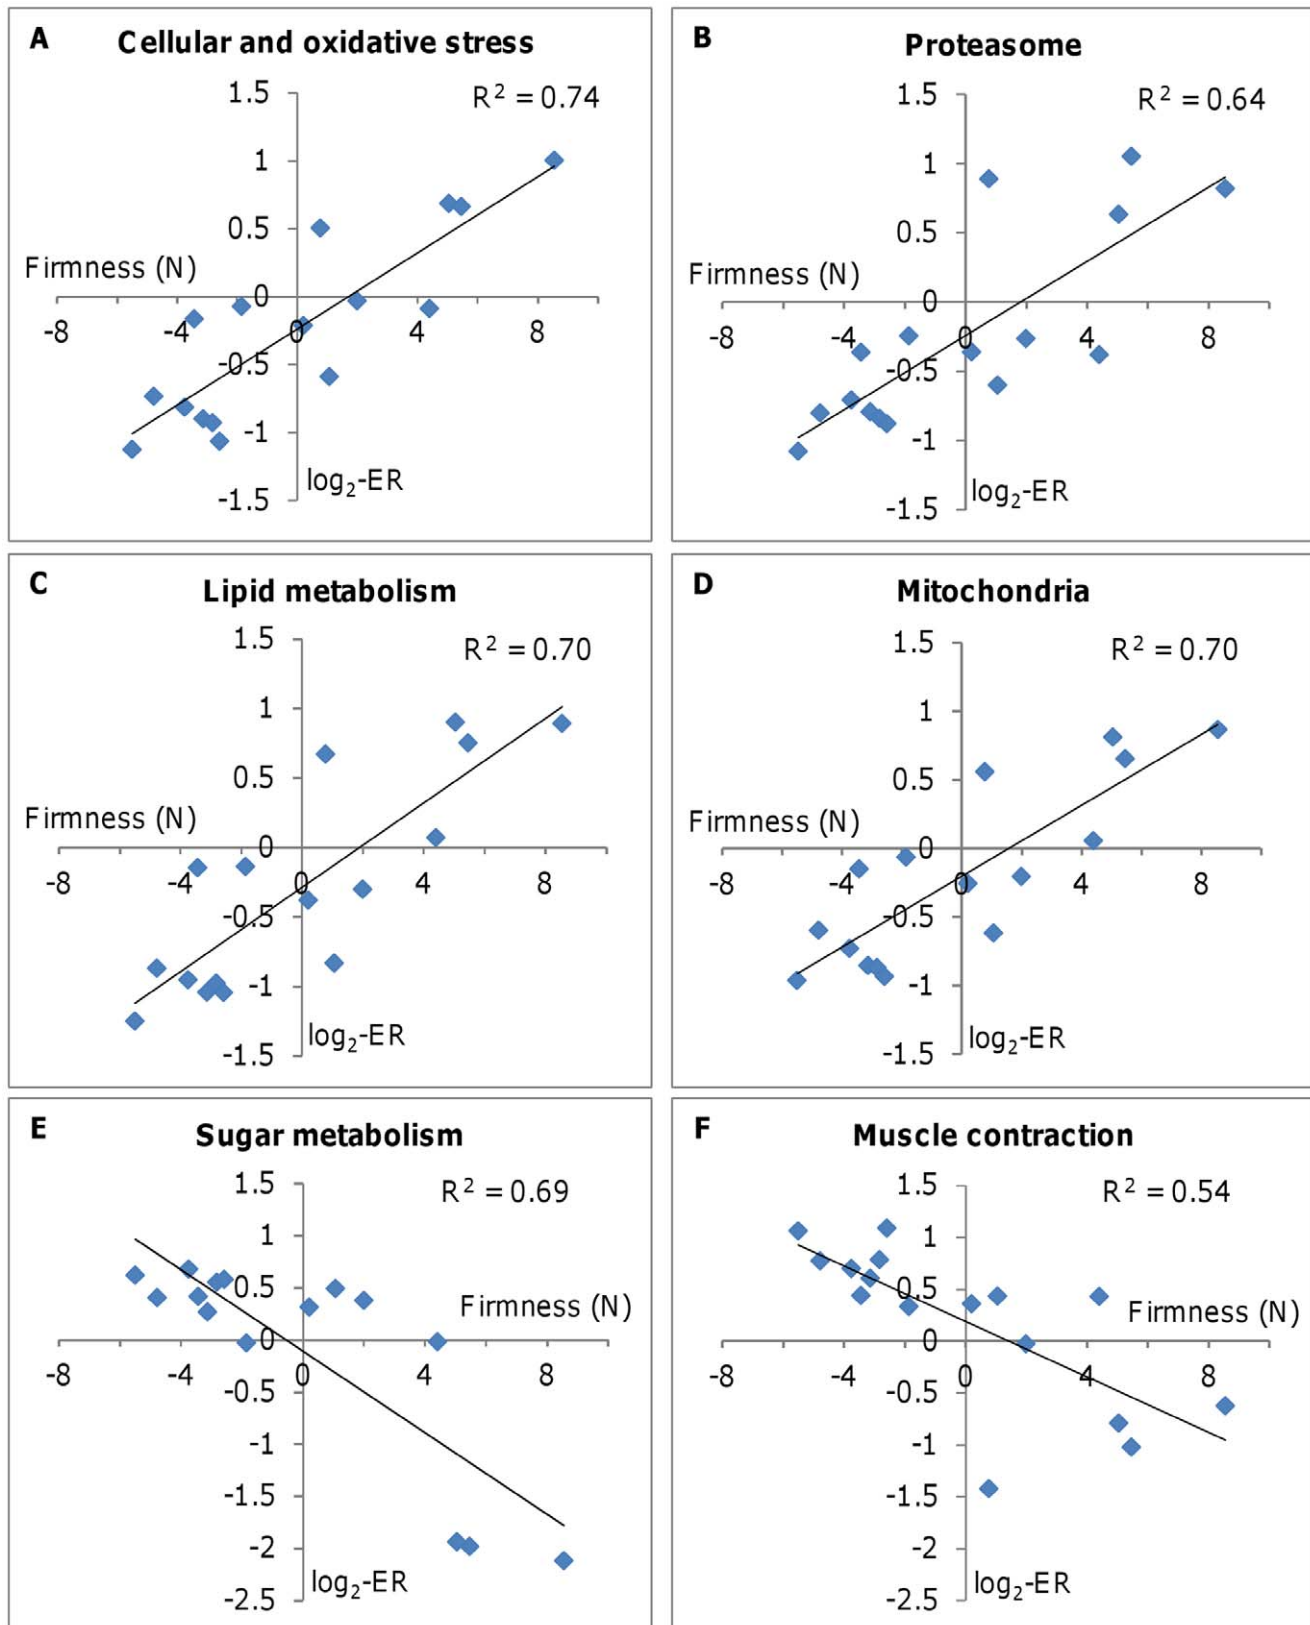 A Cellular and oxidative stress
R² = 0.74
1.5
1
0.5
0
-0.5
-1
-1.5
Firmness (N)
-8 -4 0 4 8
log₂-ER
B Proteasome
R² = 0.64
1.5
1
0.5
0
-0.5
-1
-1.5
Firmness (N)
-8 -4 0 4 8
log₂-ER
C Lipid metabolism
R² = 0.70
1.5
1
0.5
0
-0.5
-1
-1.5
Firmness (N)
-8 -4 0 4 8
log₂-ER
D Mitochondria
R² = 0.70
1.5
1
0.5
0
-0.5
-1
-1.5
Firmness (N)
-8 -4 0 4 8
log₂-ER
E Sugar metabolism
R² = 0.69
1.5
1
0.5
0
-0.5
-1
-1.5
-2
-2.5
Firmness (N)
-8 -4 0 4 8
log₂-ER
F Muscle contraction
R² = 0.54
1.5
1
0.5
0
-0.5
-1
-1.5
-2
-2.5
Firmness (N)
-8 -4 0 4 8
log₂-ER